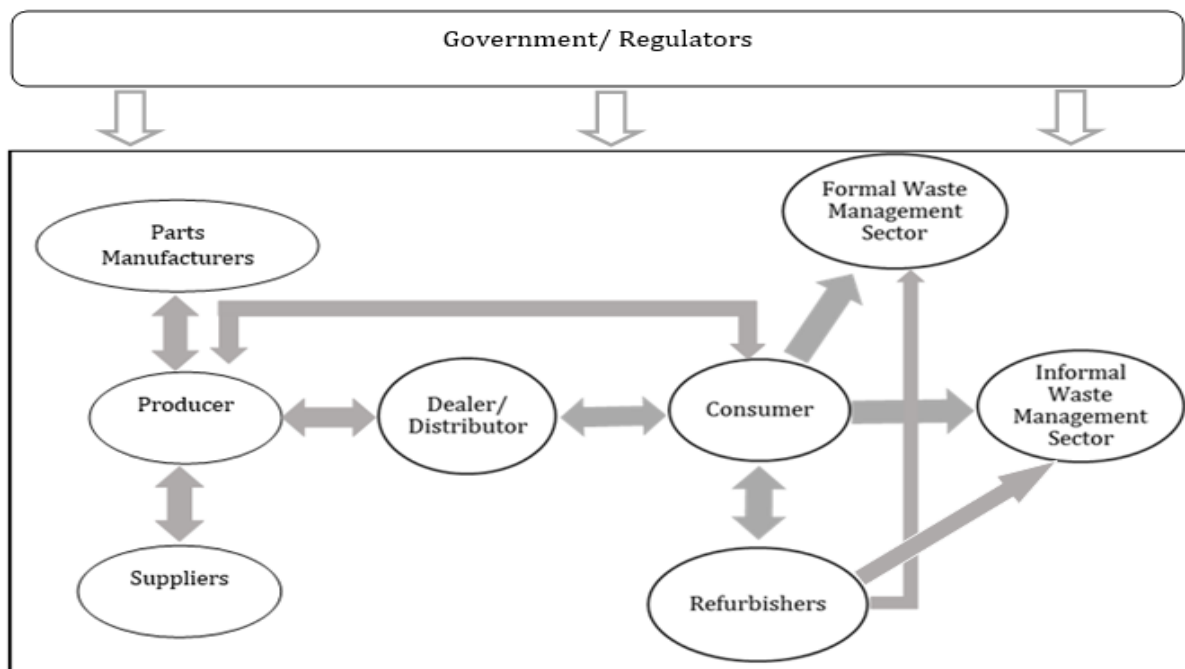 Government/ Regulators
Formal Waste
Management
Sector
Parts
Manufacturers
Informal
Waste
Management
Sector
Producer
Dealer/
Distributor
Consumer
Suppliers
Refurbishers